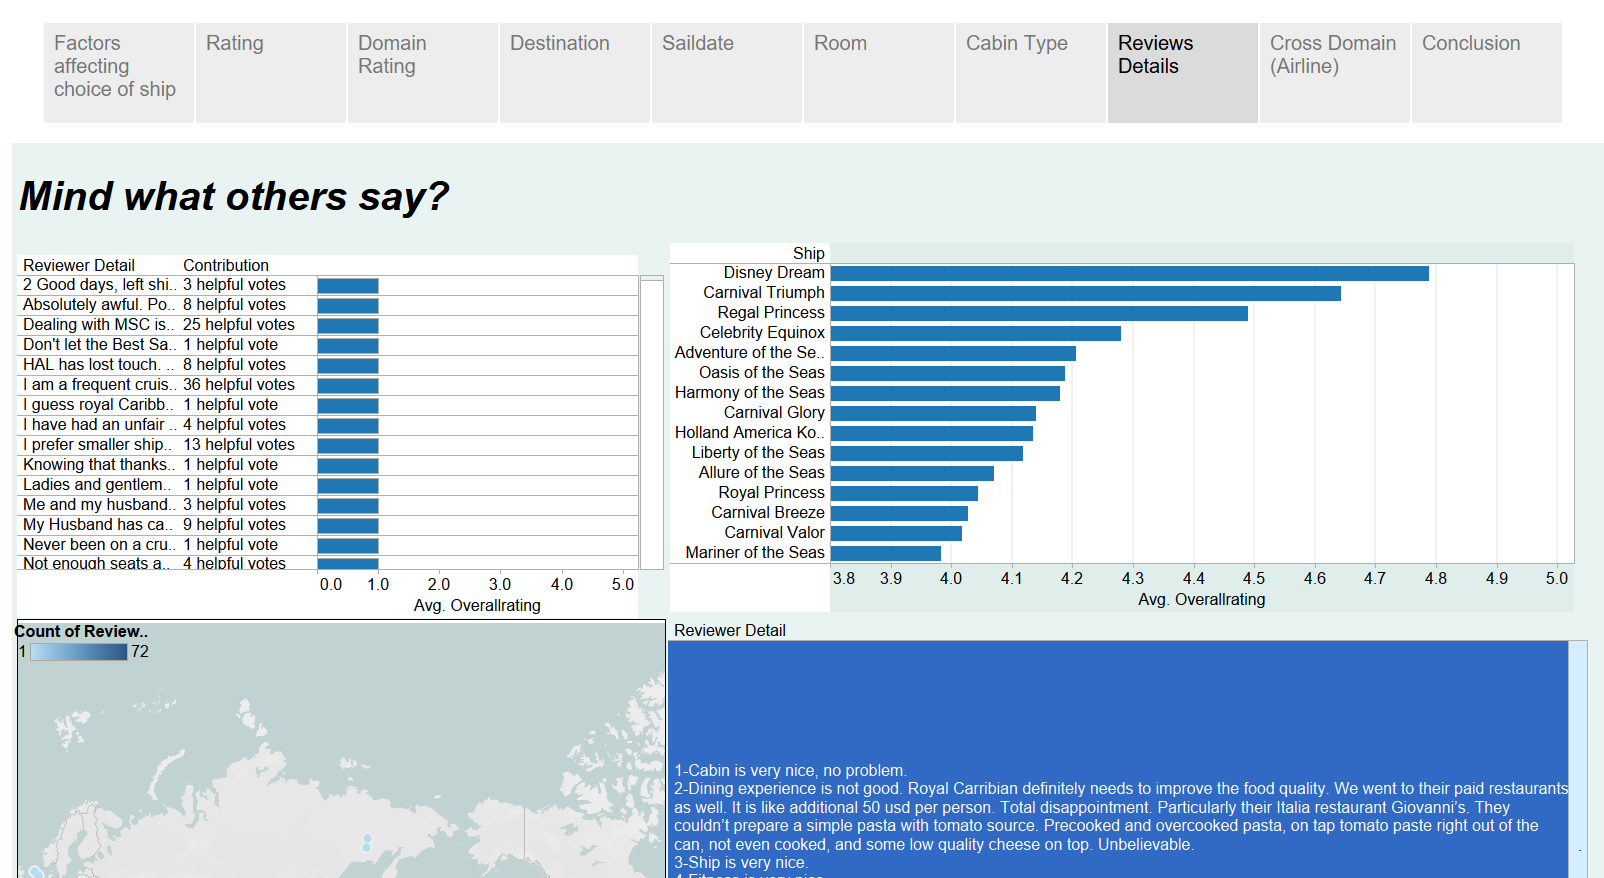 Factors affecting choice of ship
Rating
Domain Rating
Destination
Saildate
Room
Cabin Type
Reviews Details
Cross Domain (Airline)
Conclusion
Mind what others say?
Reviewer Detail Contribution
2 Good days, left shi.. 3 helpful votes
Absolutely awful. Po.. 8 helpful votes
Dealing with MSC is.. 25 helpful votes
Don't let the Best Sa.. 1 helpful vote
HAL has lost touch. .. 8 helpful votes
I am a frequent cruis.. 36 helpful votes
I guess royal Caribb.. 1 helpful vote
I have had an unfair .. 4 helpful votes
I prefer smaller ship.. 13 helpful votes
Knowing that thanks.. 1 helpful vote
Ladies and gentlem.. 1 helpful vote
Me and my husband.. 3 helpful votes
My Husband has ca.. 9 helpful votes
Never been on a cru.. 1 helpful vote
Not enough seats a.. 4 helpful votes
0.0 1.0 2.0 3.0 4.0 5.0
Avg. Overallrating
Ship
Disney Dream
Carnival Triumph
Regal Princess
Celebrity Equinox
Adventure of the Se..
Oasis of the Seas
Harmony of the Seas
Carnival Glory
Holland America Ko..
Liberty of the Seas
Allure of the Seas
Royal Princess
Carnival Breeze
Carnival Valor
Mariner of the Seas
3.8 3.9 4.0 4.1 4.2 4.3 4.4 4.5 4.6 4.7 4.8 4.9 5.0
Avg. Overallrating
Count of Review..
1 72
Reviewer Detail
1-Cabin is very nice, no problem.
2-Dining experience is not good. Royal Carribian definitely needs to improve the food quality. We went to their paid restaurants
as well. It is like additional 50 usd per person. Total disappointment. Particularly their Italia restaurant Giovanni's. They
couldn't prepare a simple pasta with tomato source. Precooked and overcooked pasta, on tap tomato paste right out of the
can, not even cooked, and some low quality cheese on top. Unbelievable.
3-Ship is very nice.
4-Fitness is very nice